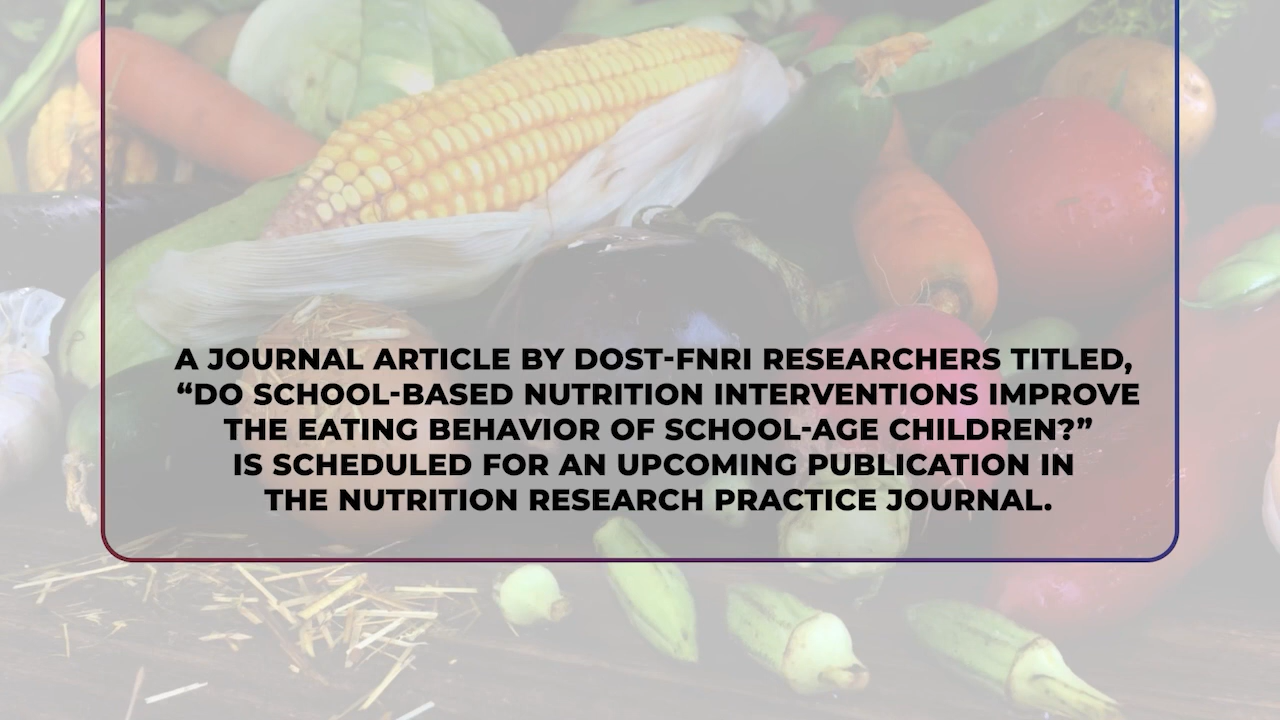 A JOURNAL ARTICLE BY DOST-FNRI RESEARCHERS TITLED,
“DO SCHOOL-BASED NUTRITION INTERVENTIONS IMPROVE
THE EATING BEHAVIOR OF SCHOOL-AGE CHILDREN?”
IS SCHEDULED FOR AN UPCOMING PUBLICATION IN
THE NUTRITION RESEARCH PRACTICE JOURNAL.